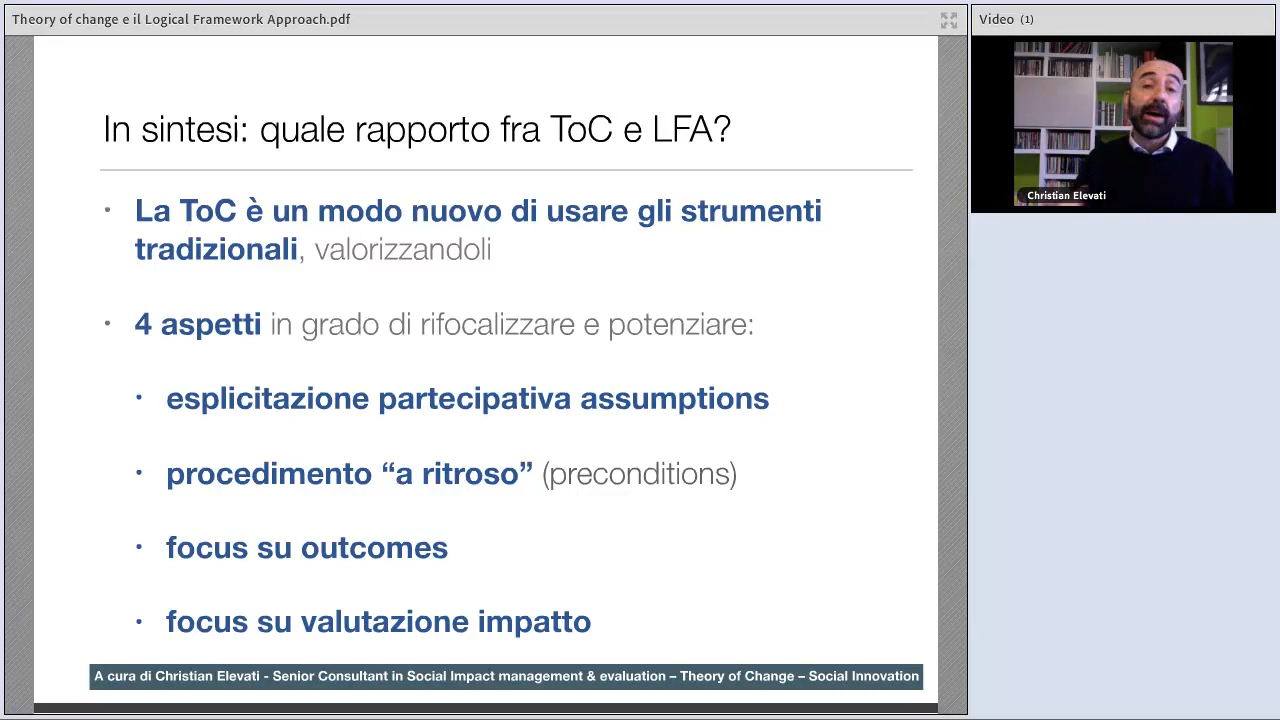 Theory of change e il Logical Framework Approach.pdf
Video (1)
Christian Elevati
In sintesi: quale rapporto fra ToC e LFA?
• La ToC è un modo nuovo di usare gli strumenti
tradizionali, valorizzandoli
• 4 aspetti in grado di rifocalizzare e potenziare:
• esplicitazione partecipativa assumptions
• procedimento “a ritroso” (preconditions)
• focus su outcomes
• focus su valutazione impatto
A cura di Christian Elevati - Senior Consultant in Social Impact management & evaluation – Theory of Change – Social Innovation